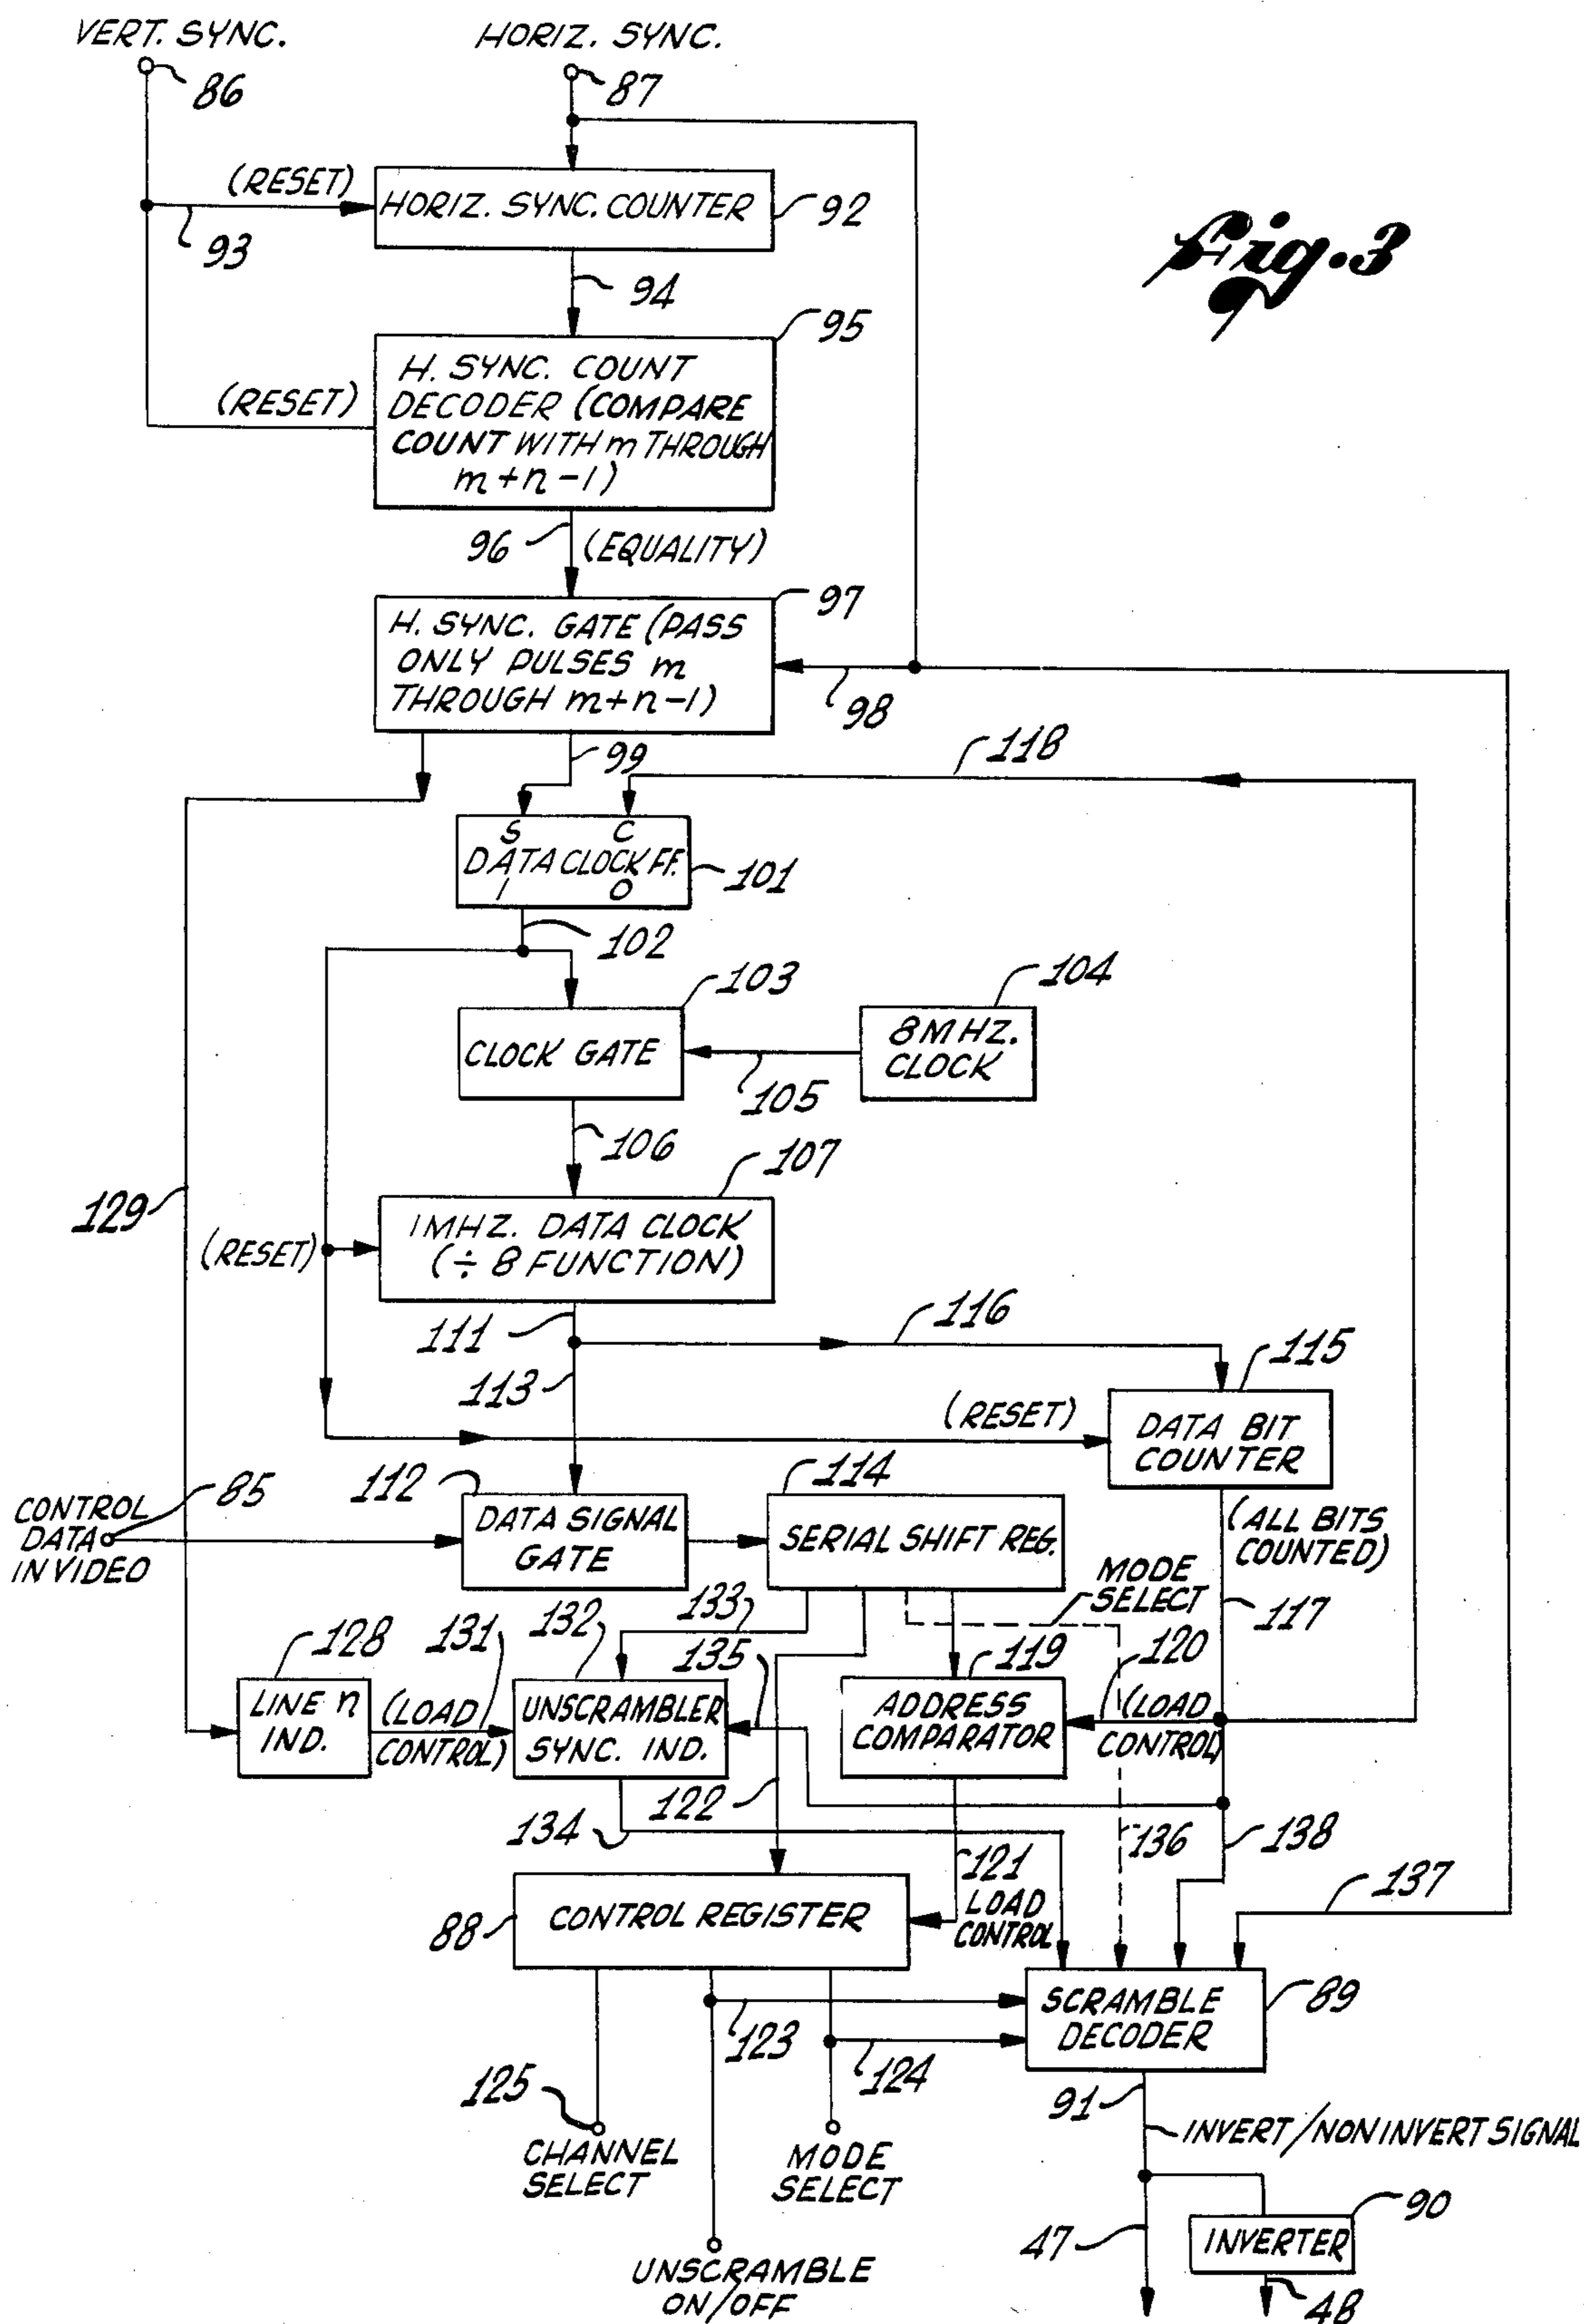 VERT. SYNC.
HORIZ. SYNC.
86
87
(RESET)
HORIZ. SYNC. COUNTER
92
93
Fig. 3
94
95
H. SYNC. COUNT
DECODER (COMPARE
COUNT WITH m THROUGH
m+n-1)
(RESET)
96
(EQUALITY)
97
H. SYNC. GATE (PASS
ONLY PULSES m
THROUGH m+n-1)
98
99
118
S C
DATA CLOCK FF.
1 0
101
102
103
104
CLOCK GATE
8 MHZ.
CLOCK
105
106
107
129
(RESET)
1 MHZ. DATA CLOCK
(÷ 8 FUNCTION)
111
116
115
113
(RESET)
DATA BIT
COUNTER
112
114
85
CONTROL
DATA
IN VIDEO
DATA SIGNAL
GATE
SERIAL SHIFT REG.
(ALL BITS
COUNTED)
MODE
SELECT
117
128
131
132
133
135
119
120
LINE n
IND.
(LOAD
CONTROL)
UNSCRAMBLER
SYNC. IND.
ADDRESS
COMPARATOR
(LOAD
CONTROL)
122
134
121
136
138
137
88
CONTROL REGISTER
LOAD
CONTROL
SCRAMBLE
DECODER
89
123
124
125
91
CHANNEL
SELECT
MODE
SELECT
INVERT/NON INVERT SIGNAL
90
47
INVERTER
UNSCRAMBLE
ON/OFF
48